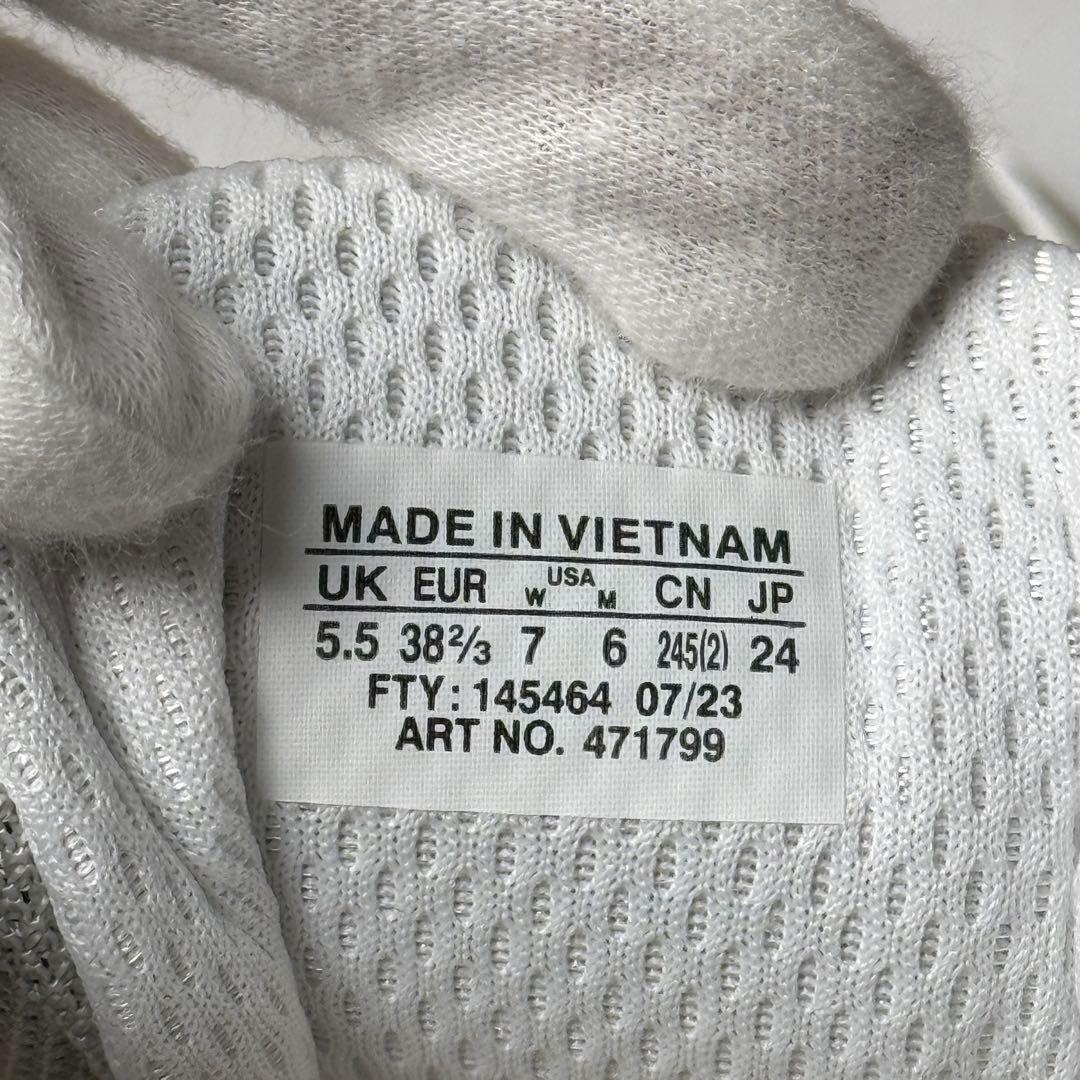 MADE IN VIETNAM
UK EUR W USA M CN JP
5.5 38⅔ 7 6 245(2) 24
FTY: 145464 07/23
ART NO. 471799